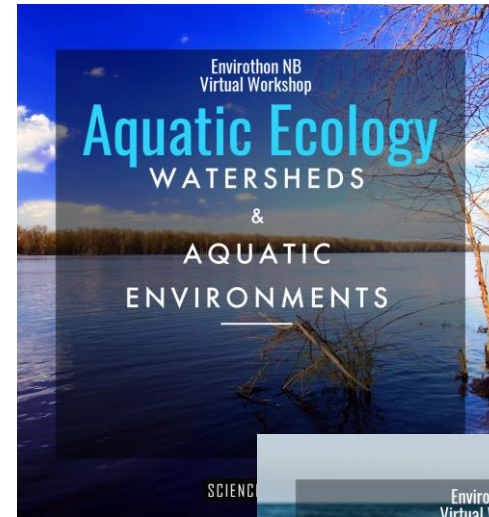 Envirothon NB
Virtual Workshop
Aquatic Ecology
WATERSHEDS
&
AQUATIC
ENVIRONMENTS